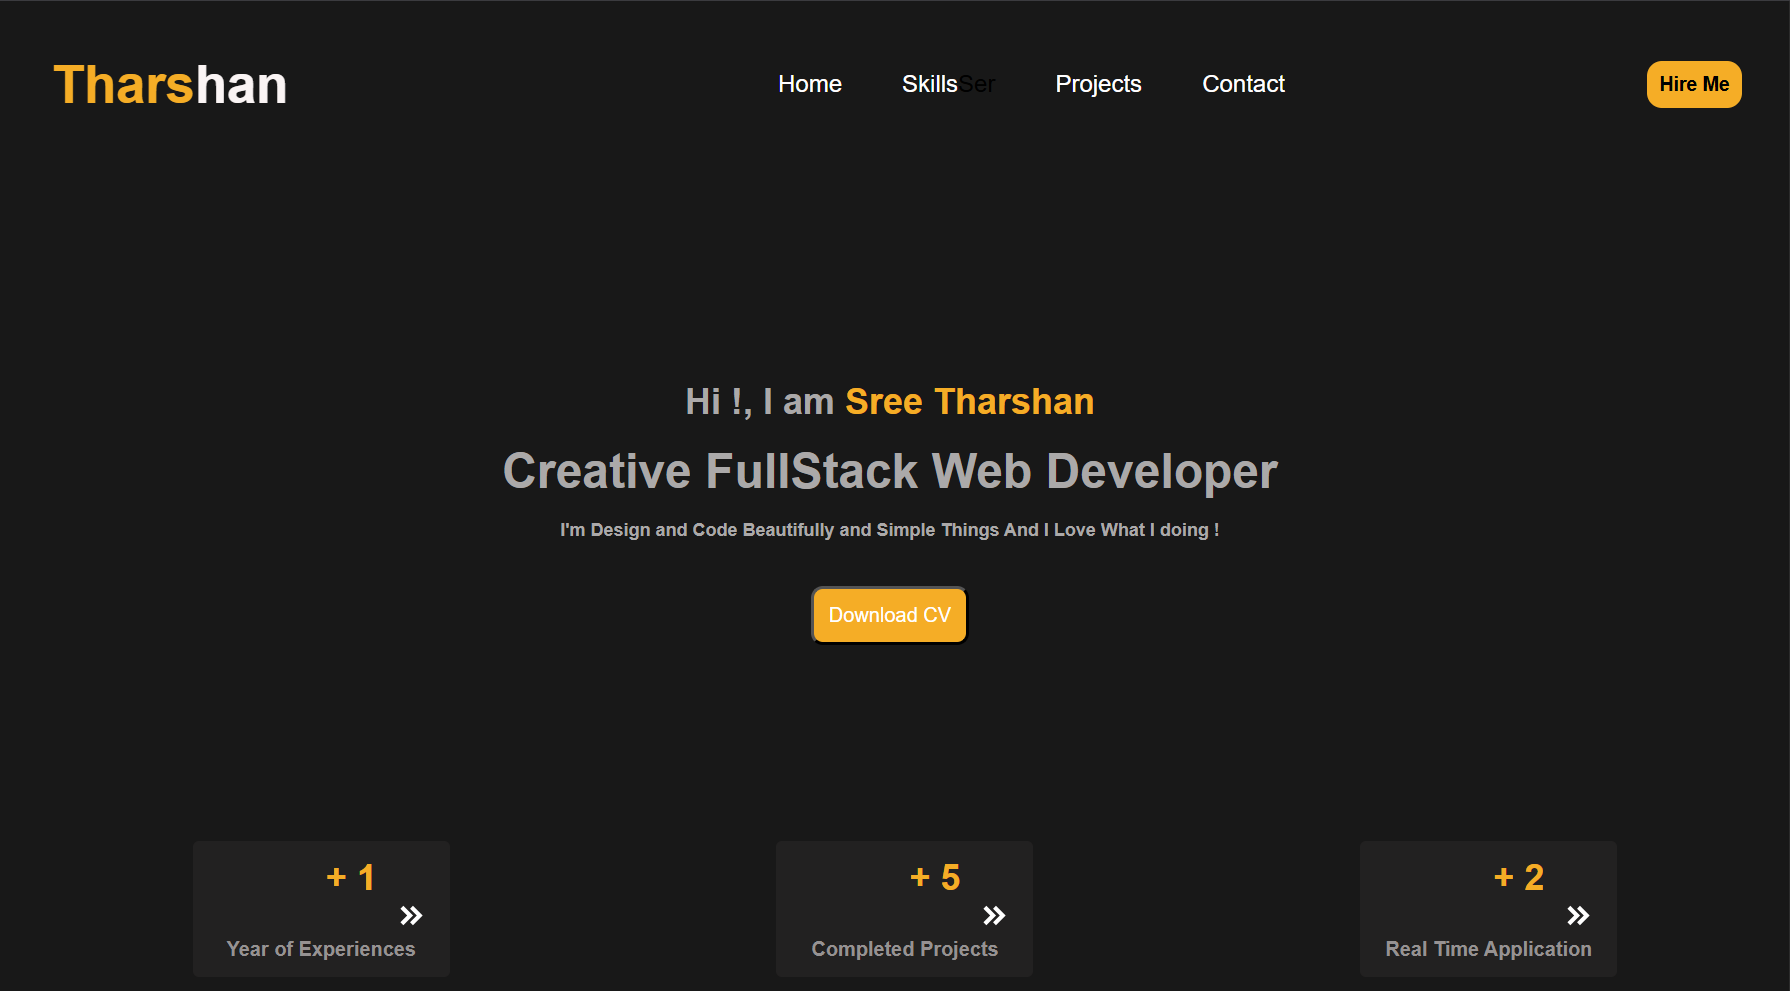 Tharshan
Home SkillsSer Projects Contact
Hire Me
Hi !, I am Sree Tharshan
Creative FullStack Web Developer
I'm Design and Code Beautifully and Simple Things And I Love What I doing !
Download CV
+ 1
Year of Experiences
+ 5
Completed Projects
+ 2
Real Time Application